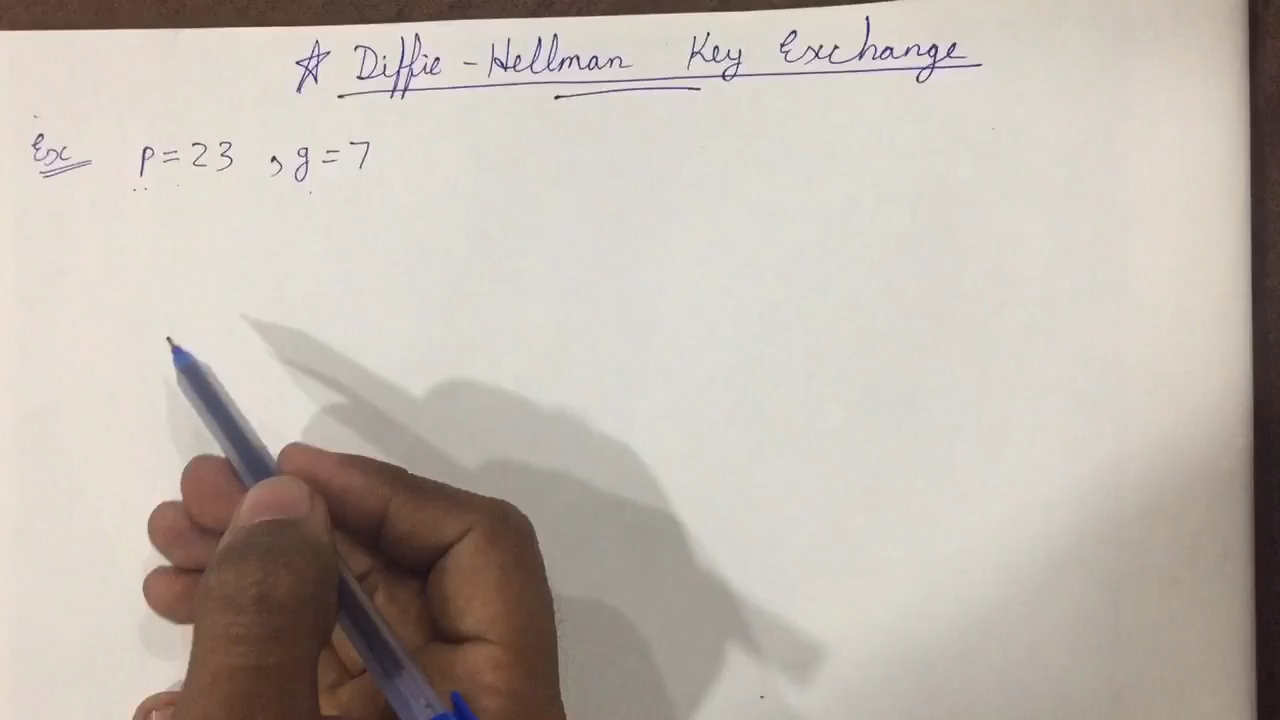 ☆ Diffie - Hellman Key Exchange
Ex p = 23 , g = 7